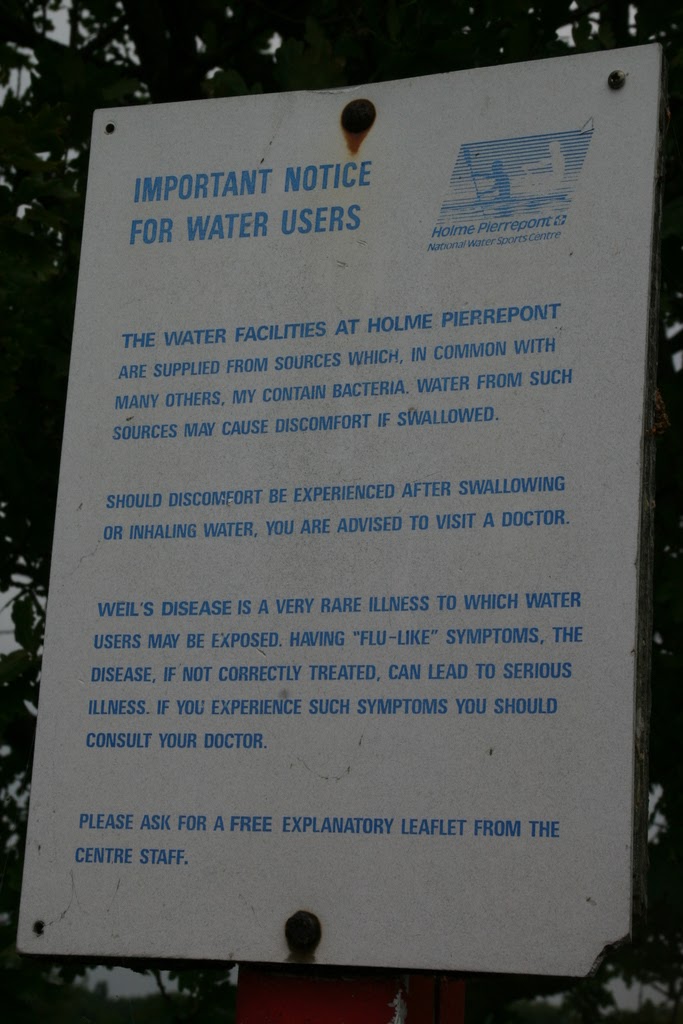 IMPORTANT NOTICE
FOR WATER USERS
Holme Pierrepont
National Water Sports Centre
THE WATER FACILITIES AT HOLME PIERREPONT
ARE SUPPLIED FROM SOURCES WHICH, IN COMMON WITH
MANY OTHERS, MY CONTAIN BACTERIA. WATER FROM SUCH
SOURCES MAY CAUSE DISCOMFORT IF SWALLOWED.
SHOULD DISCOMFORT BE EXPERIENCED AFTER SWALLOWING
OR INHALING WATER, YOU ARE ADVISED TO VISIT A DOCTOR.
WEIL'S DISEASE IS A VERY RARE ILLNESS TO WHICH WATER
USERS MAY BE EXPOSED. HAVING "FLU-LIKE" SYMPTOMS, THE
DISEASE, IF NOT CORRECTLY TREATED, CAN LEAD TO SERIOUS
ILLNESS. IF YOU EXPERIENCE SUCH SYMPTOMS YOU SHOULD
CONSULT YOUR DOCTOR.
PLEASE ASK FOR A FREE EXPLANATORY LEAFLET FROM THE
CENTRE STAFF.